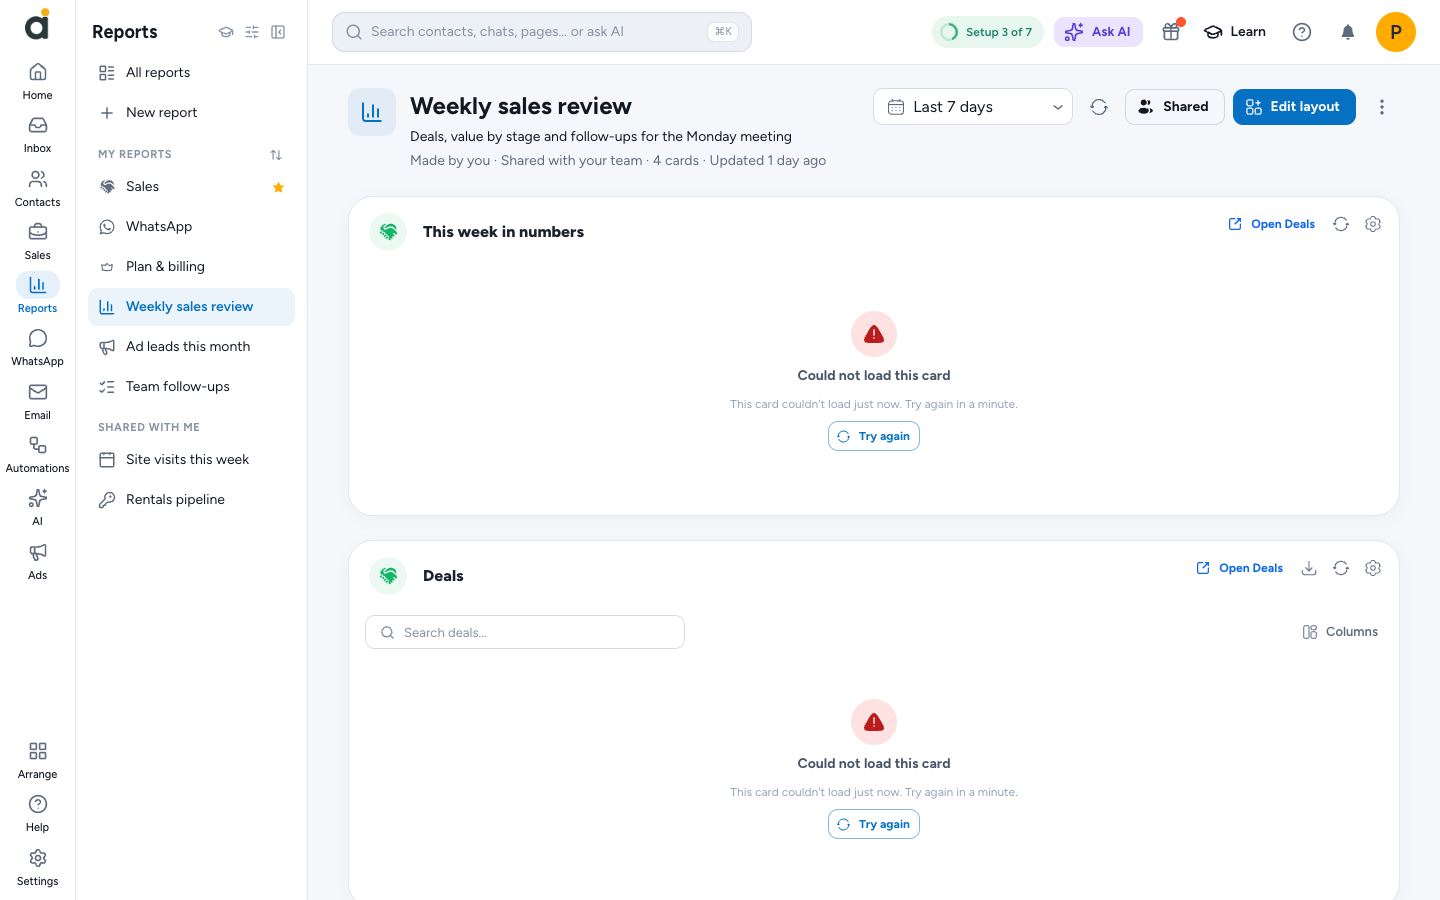 Reports
Search contacts, chats, pages... or ask AI
⌘K
Setup 3 of 7
Ask AI
Learn
P
Home
Inbox
Contacts
Sales
Reports
WhatsApp
Email
Automations
AI
Ads
Arrange
Help
Settings
All reports
New report
MY REPORTS
Sales
WhatsApp
Plan & billing
Weekly sales review
Ad leads this month
Team follow-ups
SHARED WITH ME
Site visits this week
Rentals pipeline
Weekly sales review
Deals, value by stage and follow-ups for the Monday meeting
Made by you · Shared with your team · 4 cards · Updated 1 day ago
Last 7 days
Shared
Edit layout
This week in numbers
Open Deals
Could not load this card
This card couldn't load just now. Try again in a minute.
Try again
Deals
Open Deals
Search deals...
Columns
Could not load this card
This card couldn't load just now. Try again in a minute.
Try again